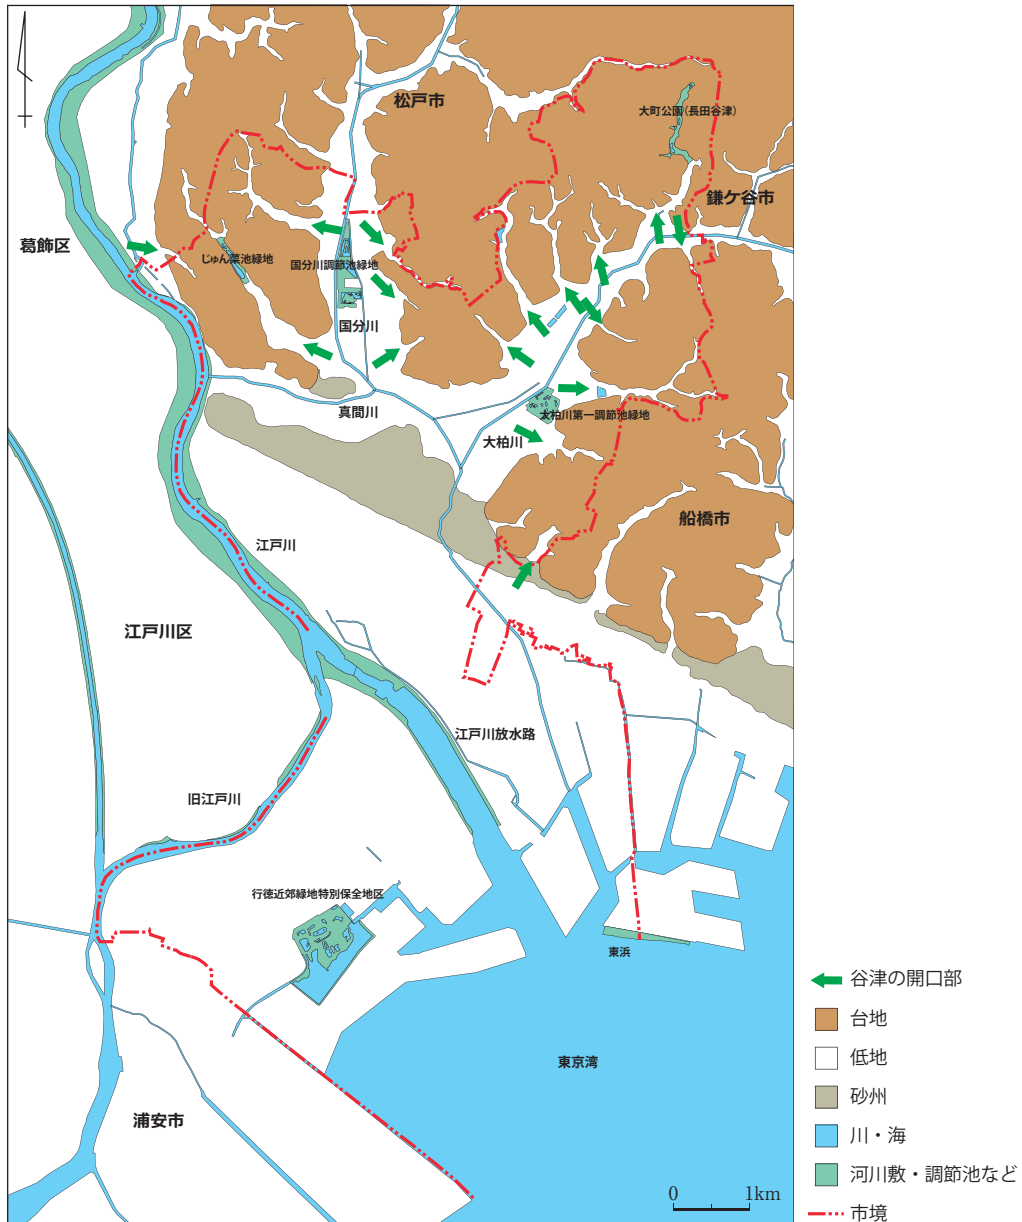 松戸市
大町公園（長田谷津）
鎌ケ谷市
葛飾区
じゅん菜池緑地
国分川調節池緑地
国分川
真間川
大柏川第一調節池緑地
大柏川
船橋市
江戸川
江戸川区
江戸川放水路
旧江戸川
行徳近郊緑地特別保全地区
東浜
東京湾
浦安市
0 1km
谷津の開口部
台地
低地
砂州
川・海
河川敷・調節池など
市境